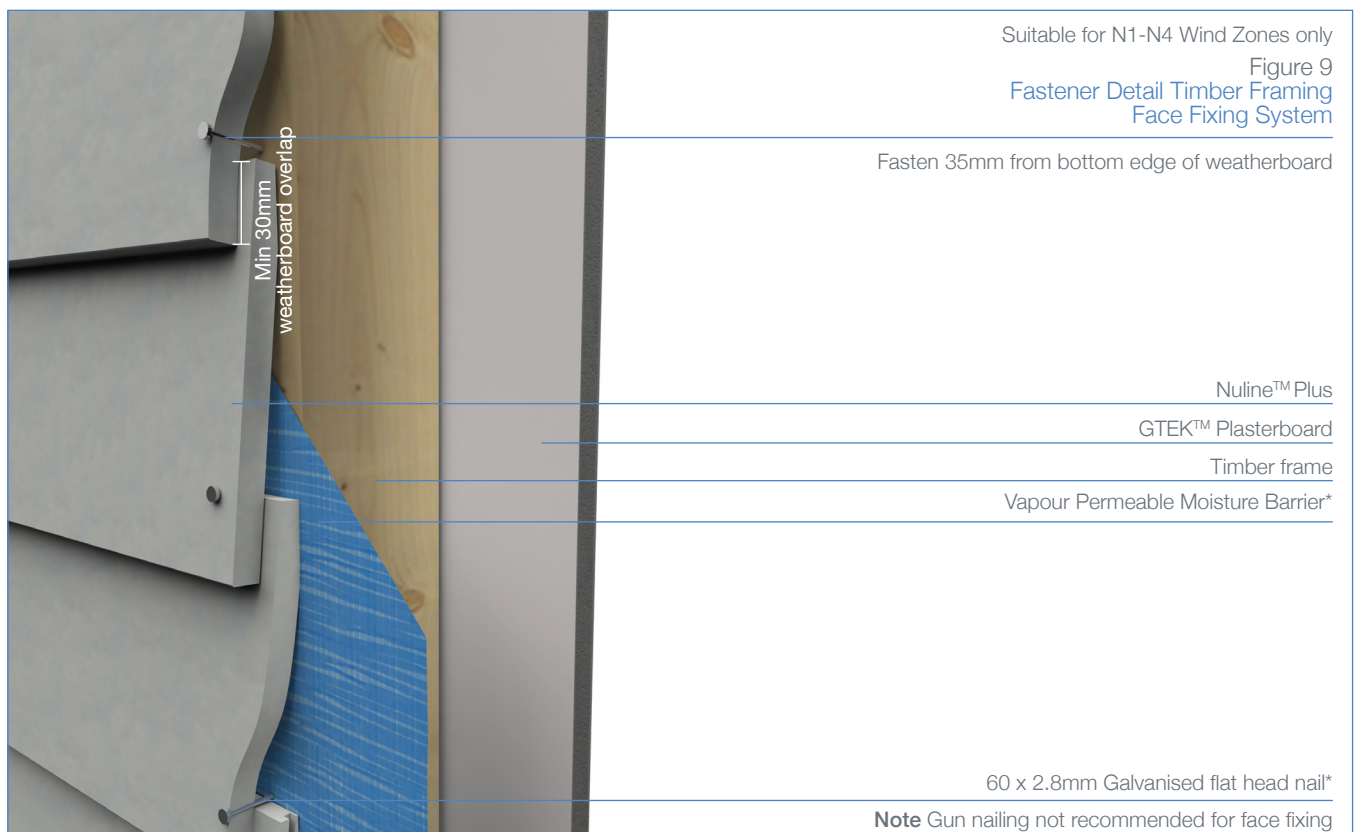 Suitable for N1-N4 Wind Zones only
Figure 9
Fastener Detail Timber Framing
Face Fixing System
Fasten 35mm from bottom edge of weatherboard
Min 30mm
weatherboard overlap
Nuline™ Plus
GTEK™ Plasterboard
Timber frame
Vapour Permeable Moisture Barrier*
60 x 2.8mm Galvanised flat head nail*
Note Gun nailing not recommended for face fixing